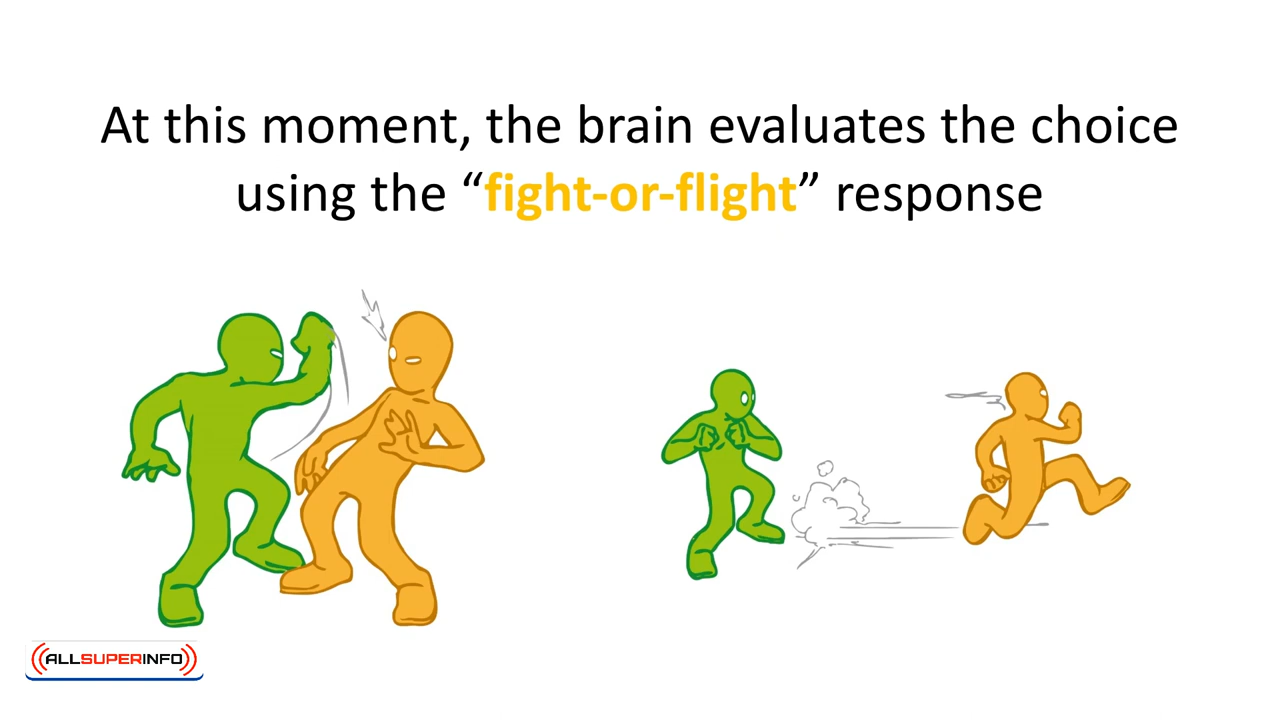 At this moment, the brain evaluates the choice
using the “fight-or-flight” response
ALLSUPERINFO